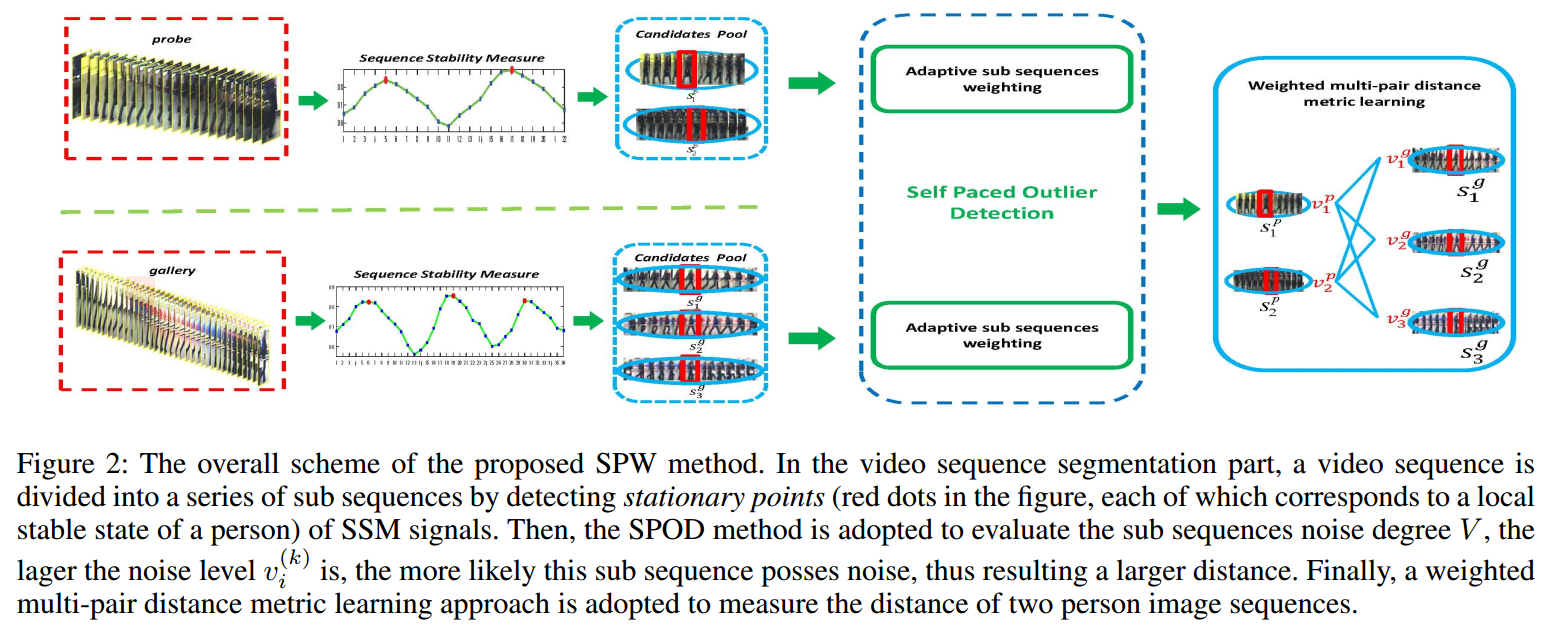 probe
Sequence Stability Measure
Candidates Pool
Adaptive sub sequences
weighting
Weighted multi-pair distance
metric learning
Self Paced Outlier
Detection
v_1^p
s_1^p
v_2^p
s_2^p
v_1^g
s_1^g
v_2^g
s_2^g
v_3^g
s_3^g
gallery
Sequence Stability Measure
Candidates Pool
s_1^g
s_2^g
s_3^g
Adaptive sub sequences
weighting
Figure 2: The overall scheme of the proposed SPW method. In the video sequence segmentation part, a video sequence is
divided into a series of sub sequences by detecting stationary points (red dots in the figure, each of which corresponds to a local
stable state of a person) of SSM signals. Then, the SPOD method is adopted to evaluate the sub sequences noise degree V, the
lager the noise level v_i^{(k)} is, the more likely this sub sequence posses noise, thus resulting a larger distance. Finally, a weighted
multi-pair distance metric learning approach is adopted to measure the distance of two person image sequences.